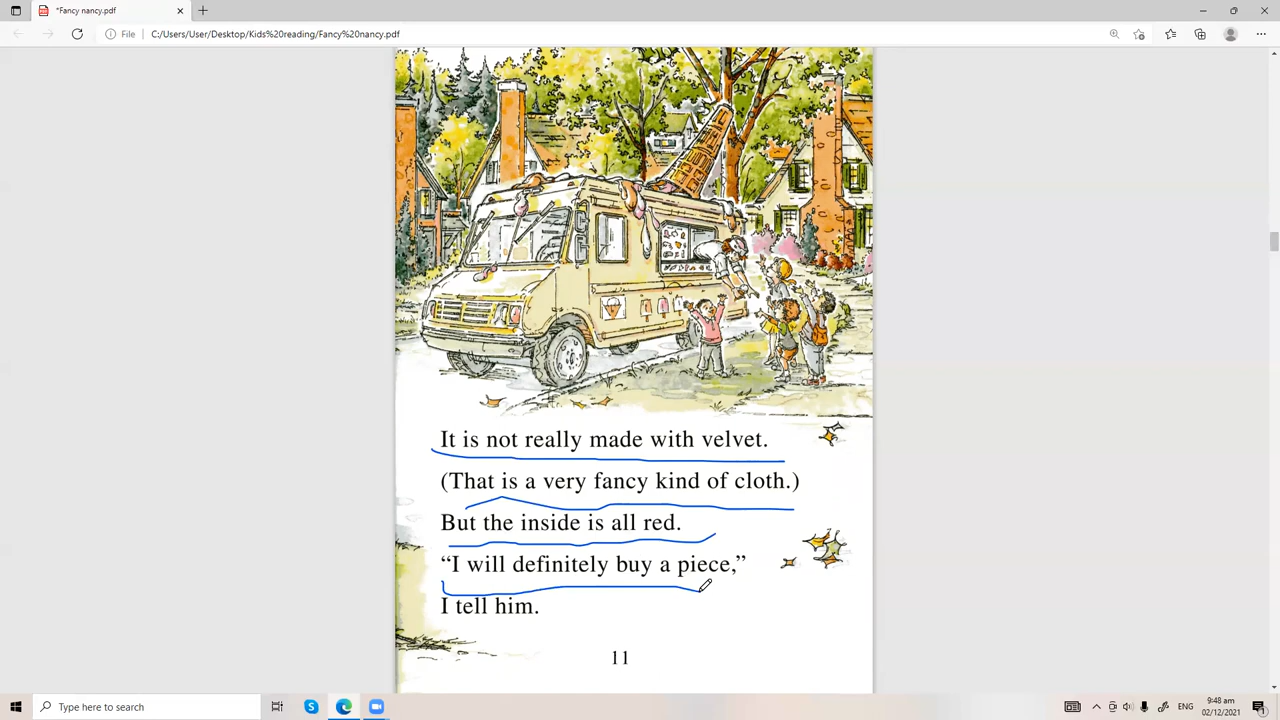 *Fancy nancy.pdf
File
C:/Users/User/Desktop/Kids%20reading/Fancy%20nancy.pdf
It is not really made with velvet.
(That is a very fancy kind of cloth.)
But the inside is all red.
“I will definitely buy a piece,”
I tell him.
11
Type here to search
ENG
9:48 am
02/12/2021